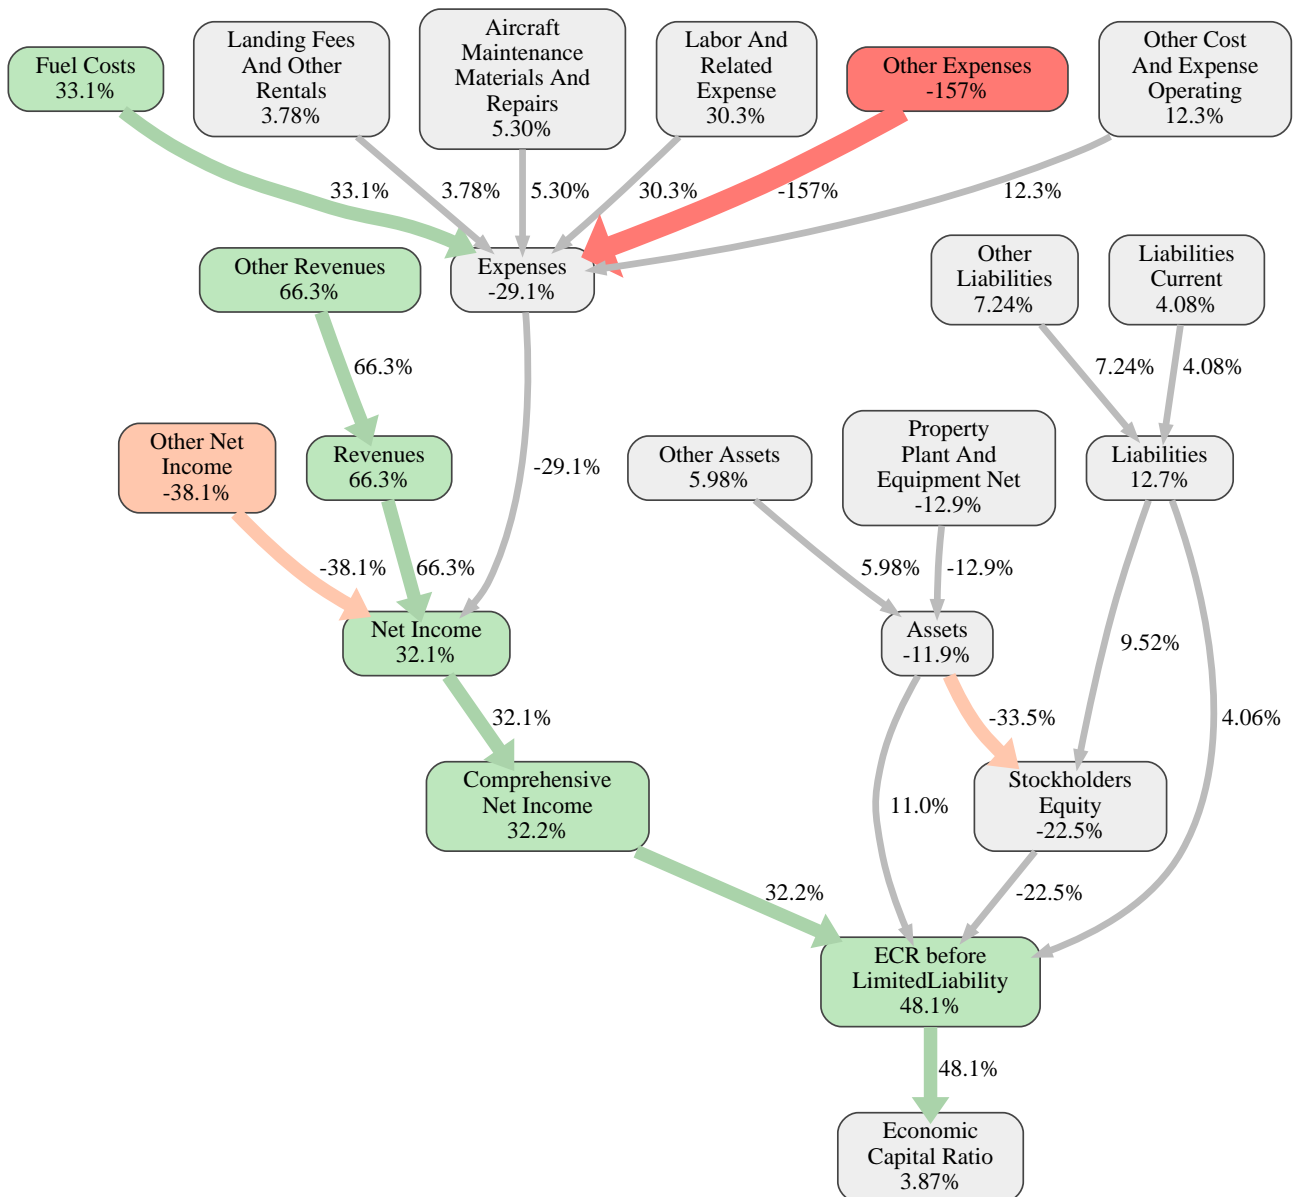 Fuel Costs
33.1%
Landing Fees
And Other
Rentals
3.78%
Aircraft
Maintenance
Materials And
Repairs
5.30%
Labor And
Related
Expense
30.3%
Other Expenses
-157%
Other Cost
And Expense
Operating
12.3%
33.1%
3.78%
5.30%
30.3%
-157%
12.3%
Other Revenues
66.3%
Expenses
-29.1%
Other
Liabilities
7.24%
Liabilities
Current
4.08%
66.3%
7.24%
4.08%
Other Net
Income
-38.1%
Revenues
66.3%
-29.1%
Other Assets
5.98%
Property
Plant And
Equipment Net
-12.9%
Liabilities
12.7%
-38.1%
66.3%
5.98%
-12.9%
Net Income
32.1%
Assets
-11.9%
9.52%
32.1%
-33.5%
4.06%
Comprehensive
Net Income
32.2%
11.0%
Stockholders
Equity
-22.5%
32.2%
-22.5%
ECR before
LimitedLiability
48.1%
48.1%
Economic
Capital Ratio
3.87%